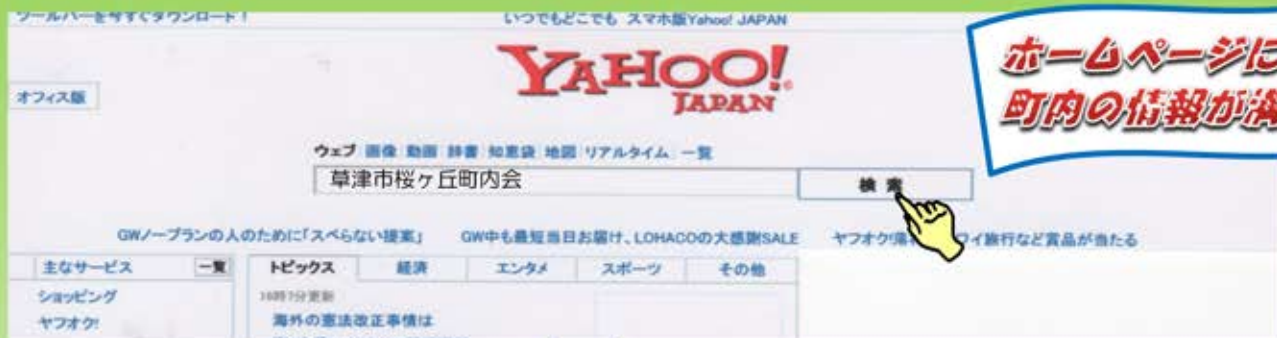 ツールバーを今すぐダウンロード!
いつでもどこでも スマホ版Yahoo! JAPAN
YAHOO!
JAPAN
ホームページに
町内の情報が満
オフィス版
ウェブ 画像 動画 辞書 知恵袋 地図 リアルタイム 一覧
草津市桜ヶ丘町内会
検索
GWノープランの人のために「スベらない提案」
GW中も最短当日お届け、LOHACOの大感謝SALE
ヤフオク!落 ワイ旅行など賞品が当たる
主なサービス 一覧
トピックス 経済 エンタメ スポーツ その他
ショッピング
ヤフオク!
海外の憲法改正事情は